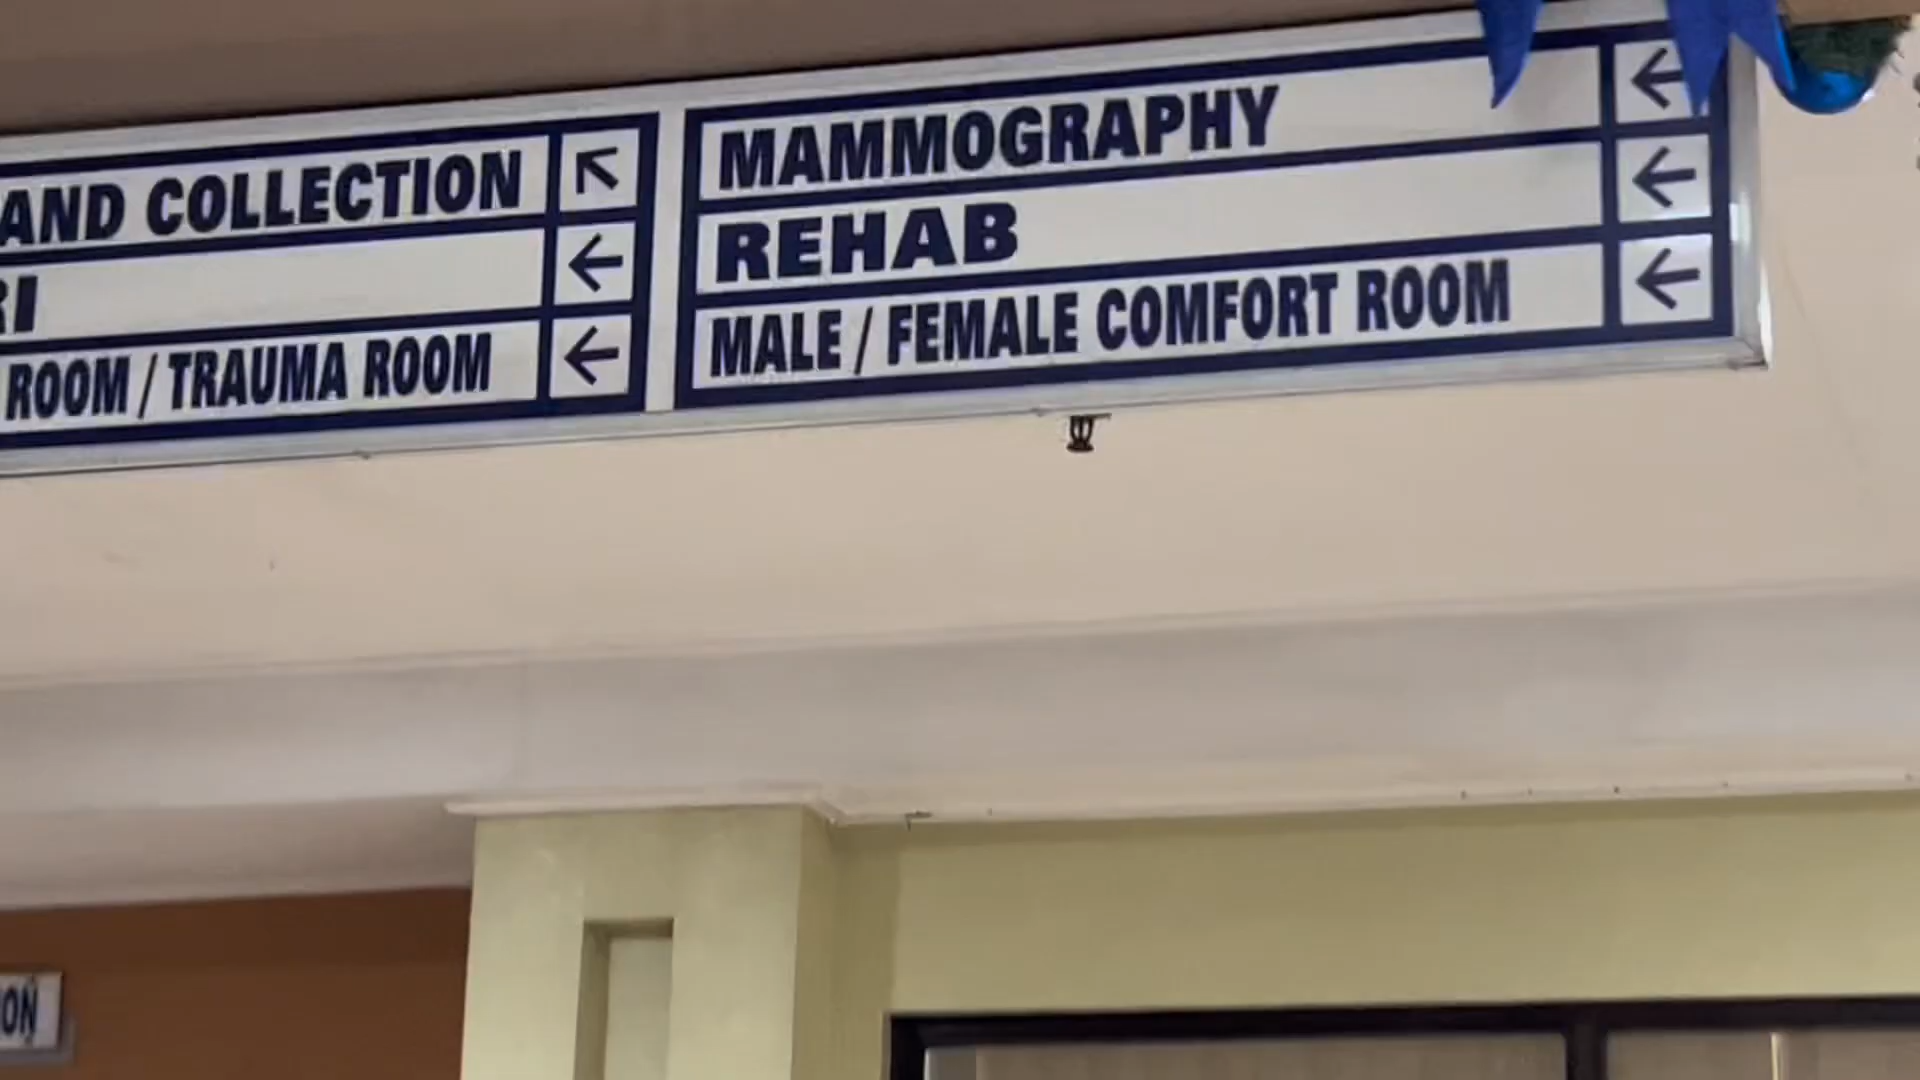 AND COLLECTION
ROOM / TRAUMA ROOM
MAMMOGRAPHY
REHAB
MALE / FEMALE COMFORT ROOM